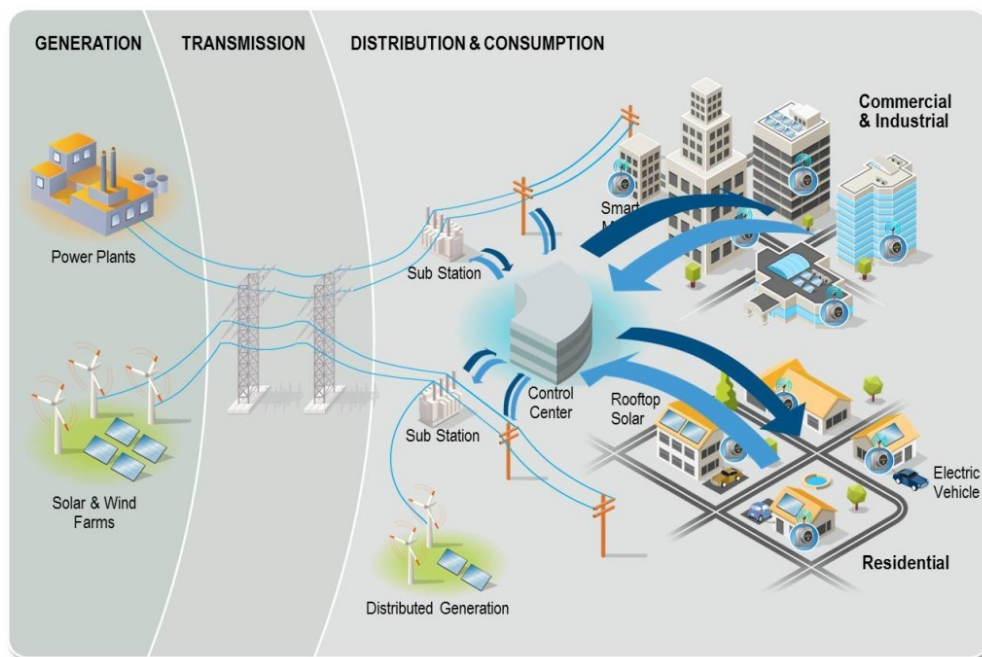 GENERATION
TRANSMISSION
DISTRIBUTION & CONSUMPTION
Commercial
& Industrial
Power Plants
Smart
Sub Station
Control
Center
Rooftop
Solar
Sub Station
Electric
Vehicle
Solar & Wind
Farms
Distributed Generation
Residential